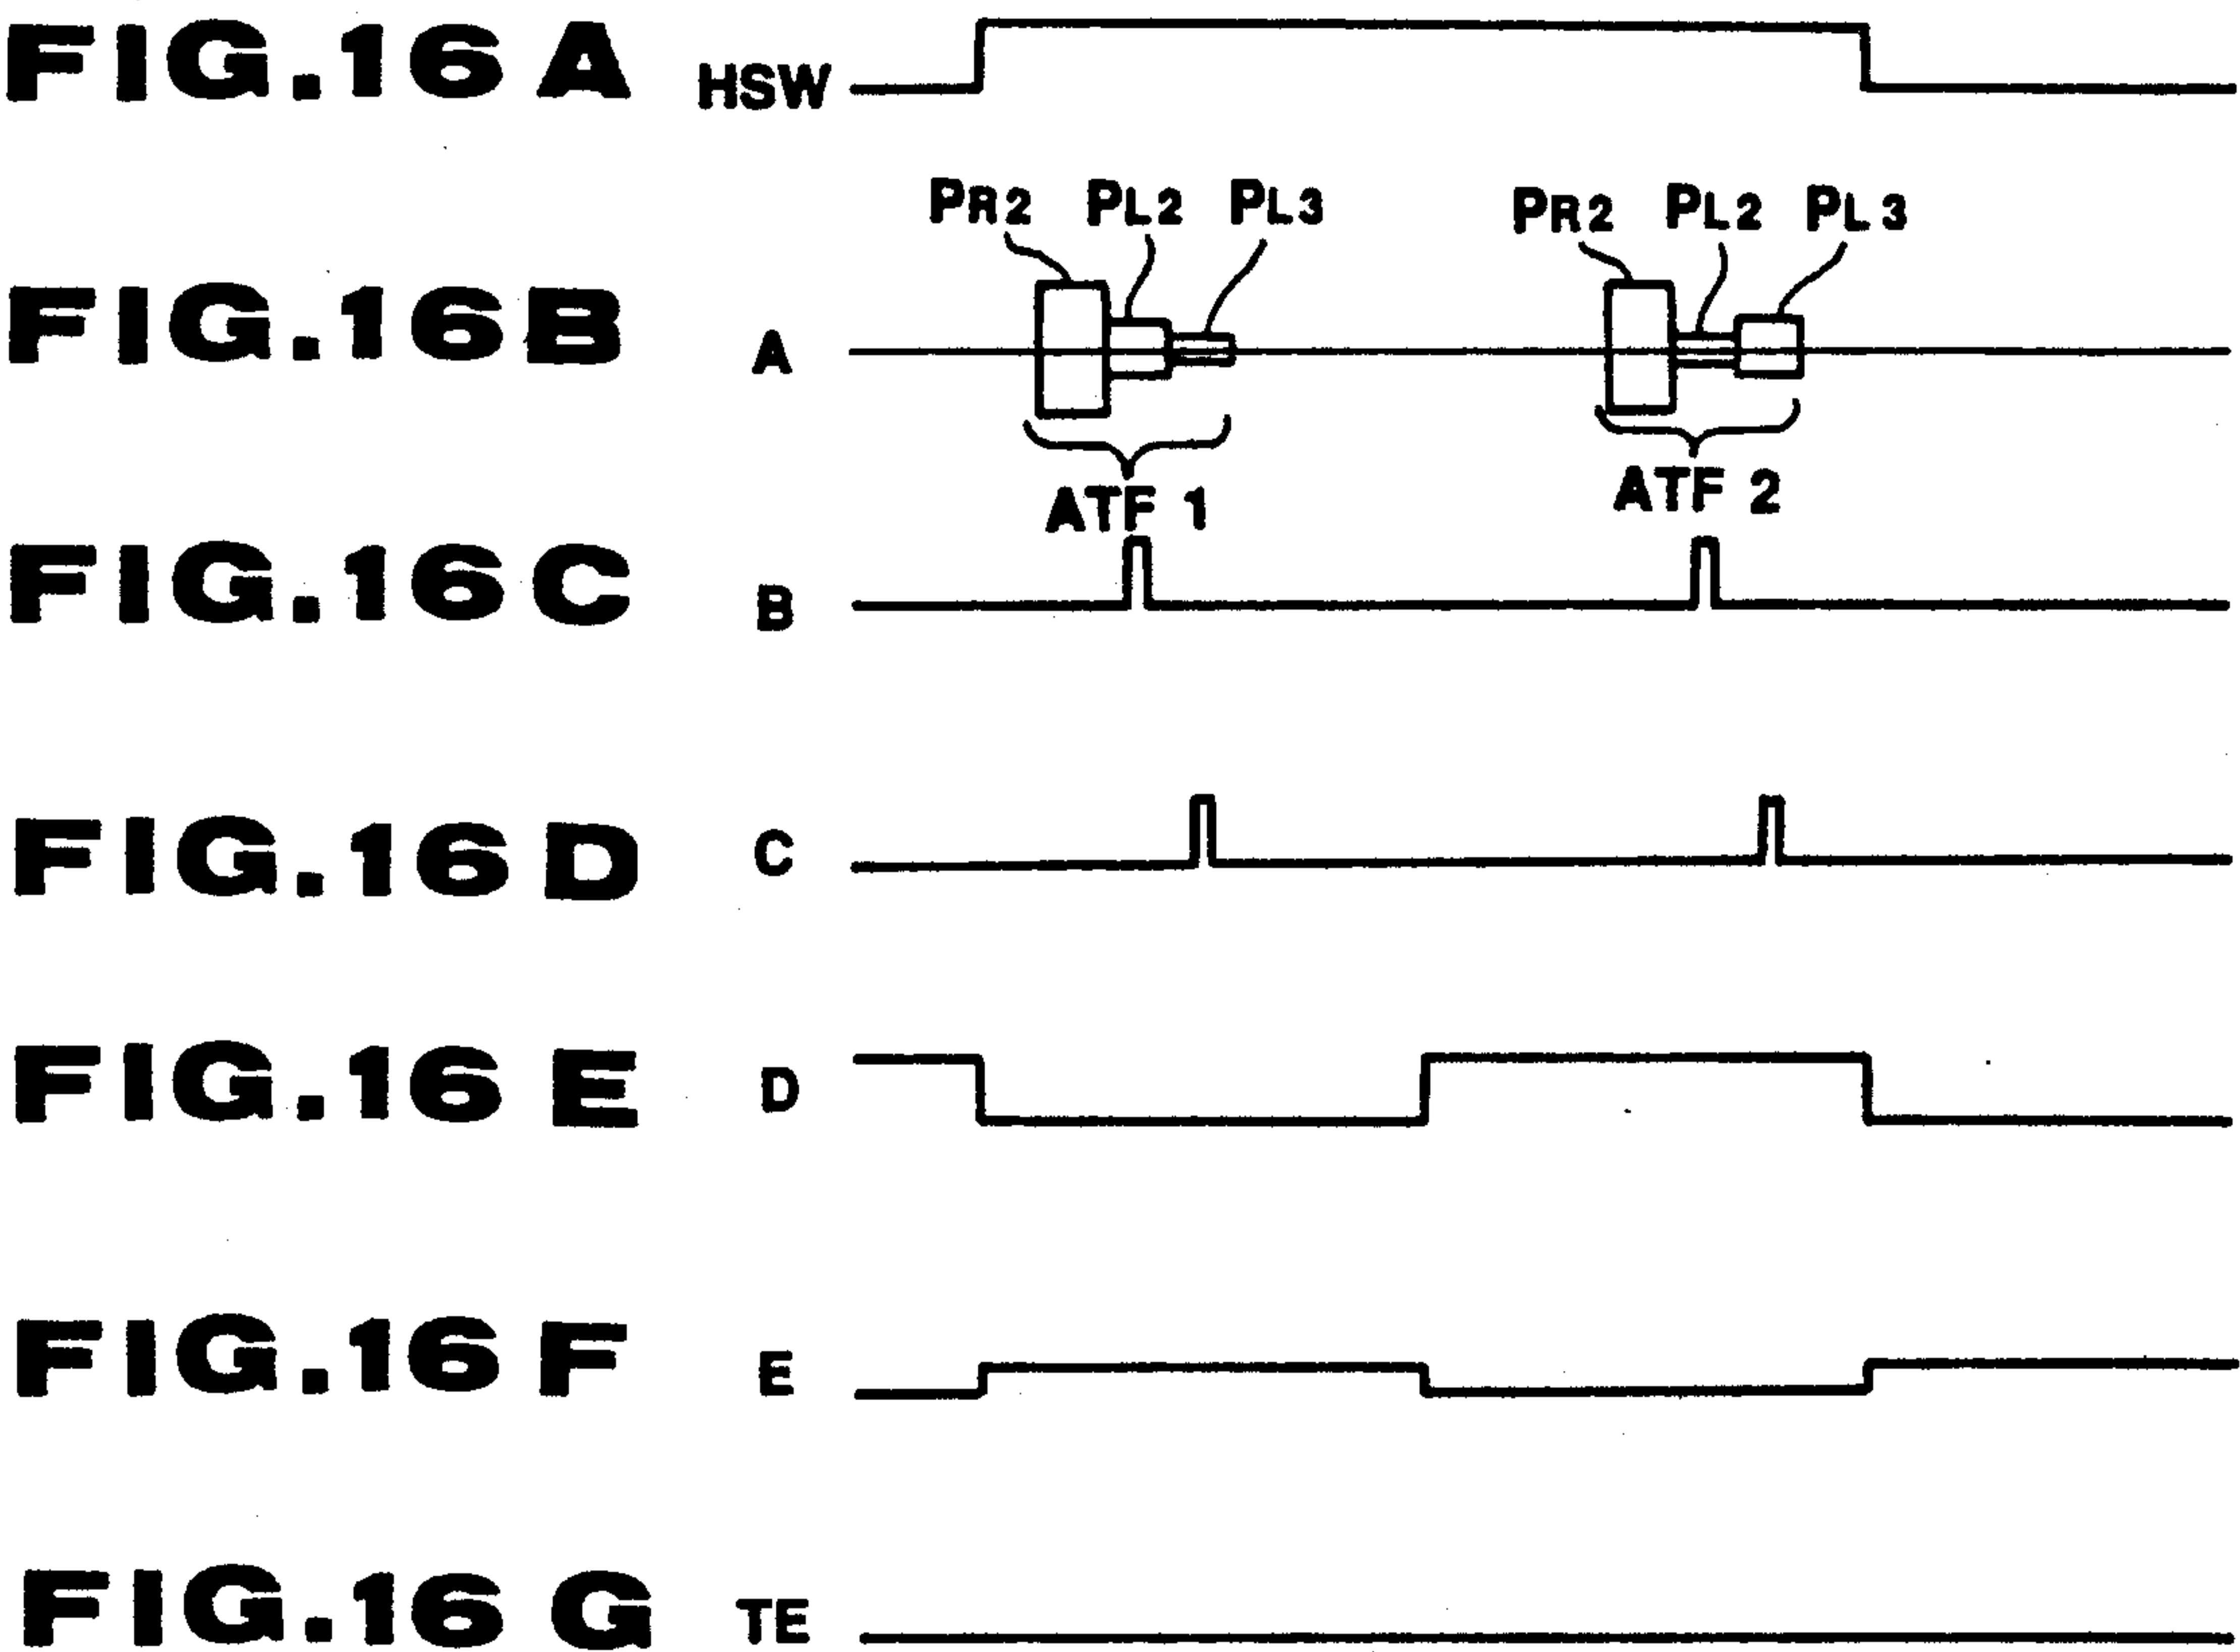 FIG.16A HSW
PR2 PL2 PL3 PR2 PL2 PL3
FIG.16B A
ATF 1 ATF 2
FIG.16C B
FIG.16D C
FIG.16E D
FIG.16F E
FIG.16G TE